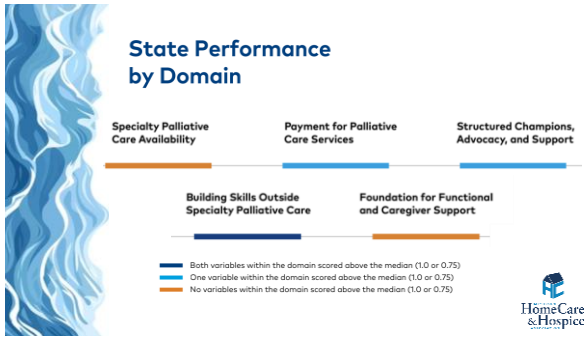 State Performance
by Domain
Specialty Palliative
Care Availability
Payment for Palliative
Care Services
Structured Champions,
Advocacy, and Support
Building Skills Outside
Specialty Palliative Care
Foundation for Functional
and Caregiver Support
Both variables within the domain scored above the median (1.0 or 0.75)
One variable within the domain scored above the median (1.0 or 0.75)
No variables within the domain scored above the median (1.0 or 0.75)
HomeCare
&Hospice
ASSOCIATION